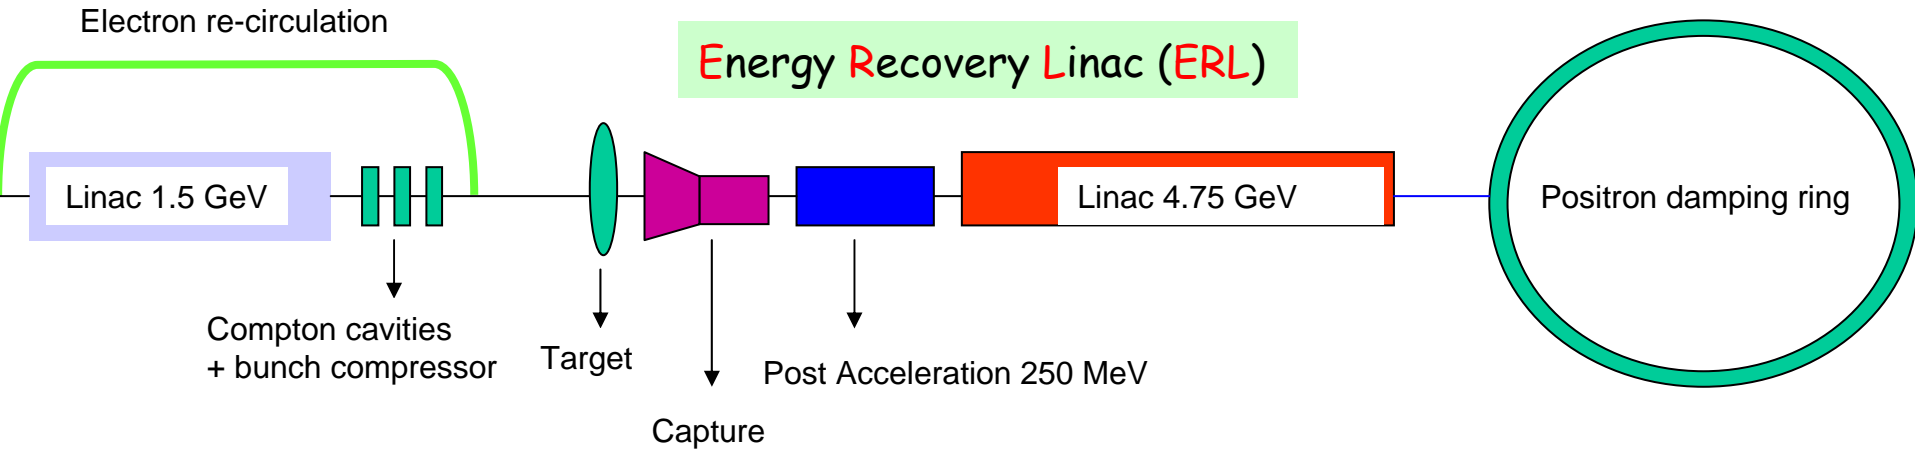 Electron re-circulation
Energy Recovery Linac (ERL)
Linac 1.5 GeV
Linac 4.75 GeV
Positron damping ring
Compton cavities
+ bunch compressor
Target
Post Acceleration 250 MeV
Capture